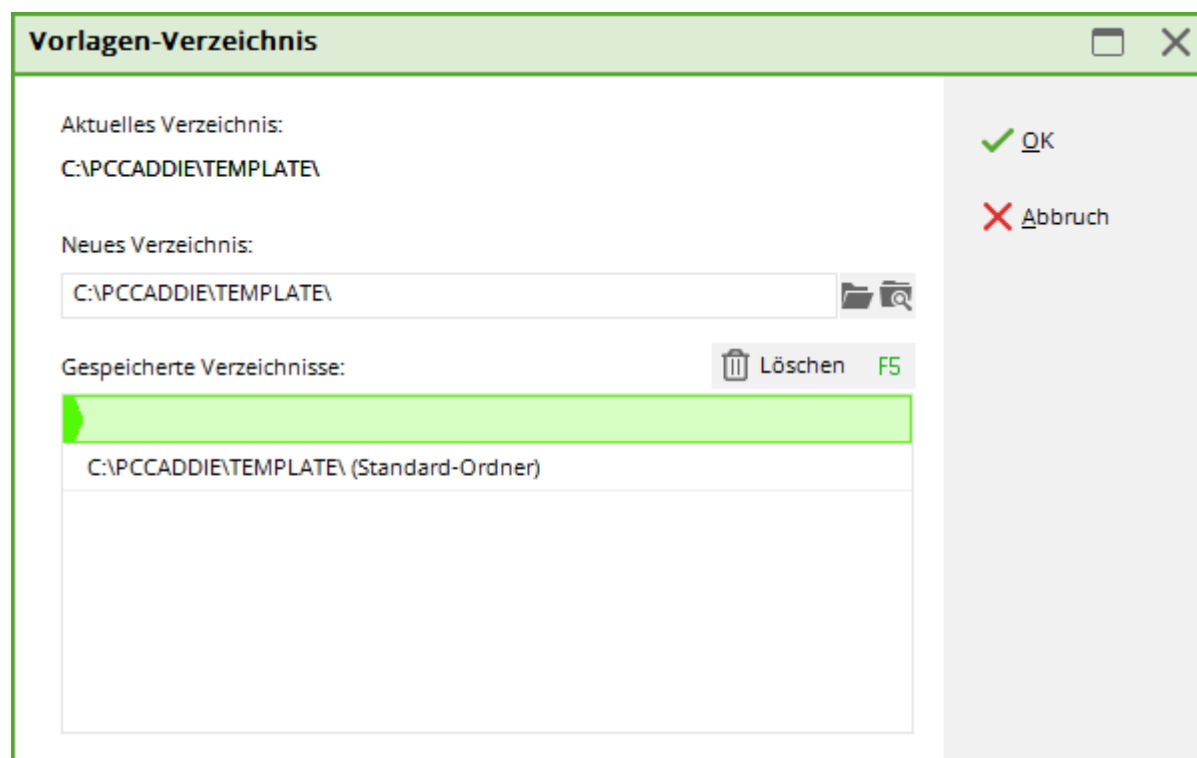 Vorlagen-Verzeichnis
Aktuelles Verzeichnis:
C:\PCCADDIE\TEMPLATE\
OK
Abbruch
Neues Verzeichnis:
C:\PCCADDIE\TEMPLATE\
Gespeicherte Verzeichnisse:
Löschen F5
C:\PCCADDIE\TEMPLATE\ (Standard-Ordner)